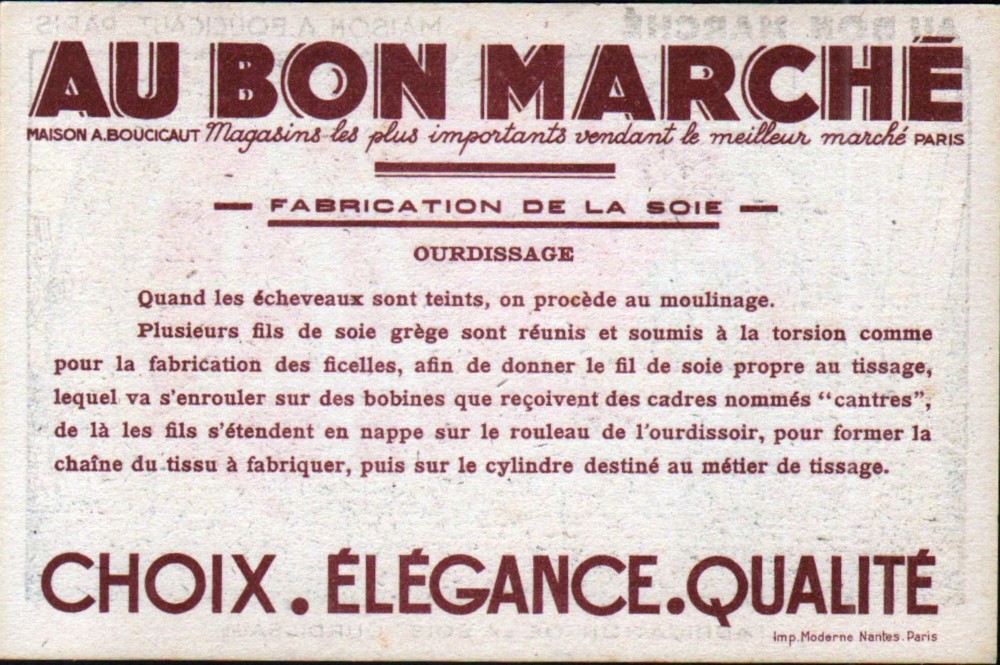 AU BON MARCHÉ
MAISON A.BOUCICAUT Magasins les plus importants vendant le meilleur marché PARIS
— FABRICATION DE LA SOIE —
OURDISSAGE
Quand les écheveaux sont teints, on procède au moulinage.
Plusieurs fils de soie grège sont réunis et soumis à la torsion comme
pour la fabrication des ficelles, afin de donner le fil de soie propre au tissage,
lequel va s'enrouler sur des bobines que reçoivent des cadres nommés “cantres”,
de là les fils s'étendent en nappe sur le rouleau de l'ourdissoir, pour former la
chaîne du tissu à fabriquer, puis sur le cylindre destiné au métier de tissage.
CHOIX. ÉLÉGANCE. QUALITÉ
Imp. Moderne Nantes. Paris